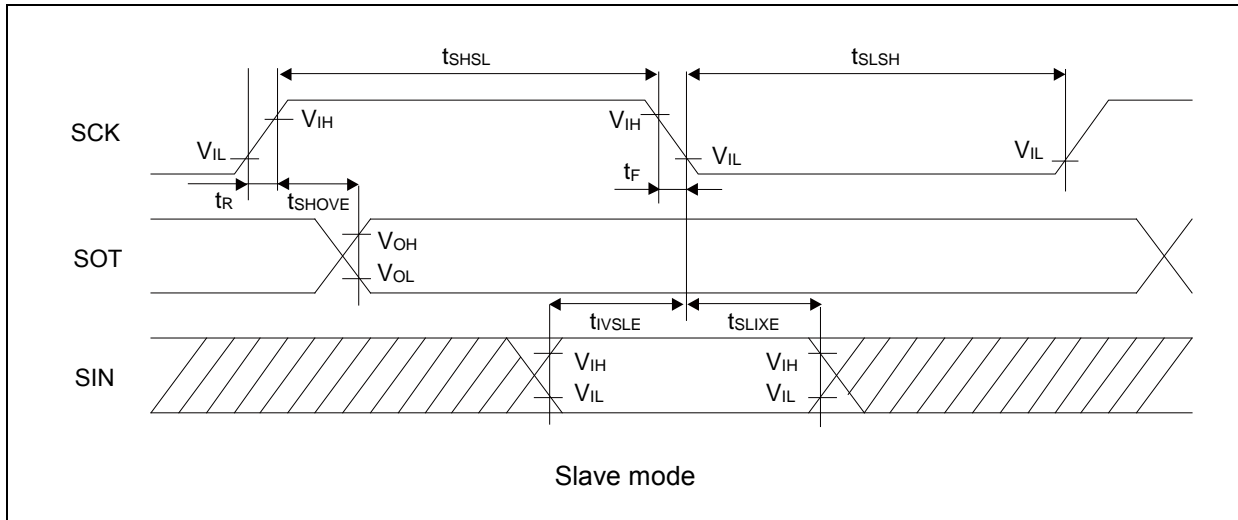 tSHSL
tSLSH
SCK
VIH
VIH
VIL
VIL
VIL
tF
tR
tSHOVE
SOT
VOH
VOL
tIVSLE
tSLIXE
SIN
VIH
VIH
VIL
VIL
Slave mode